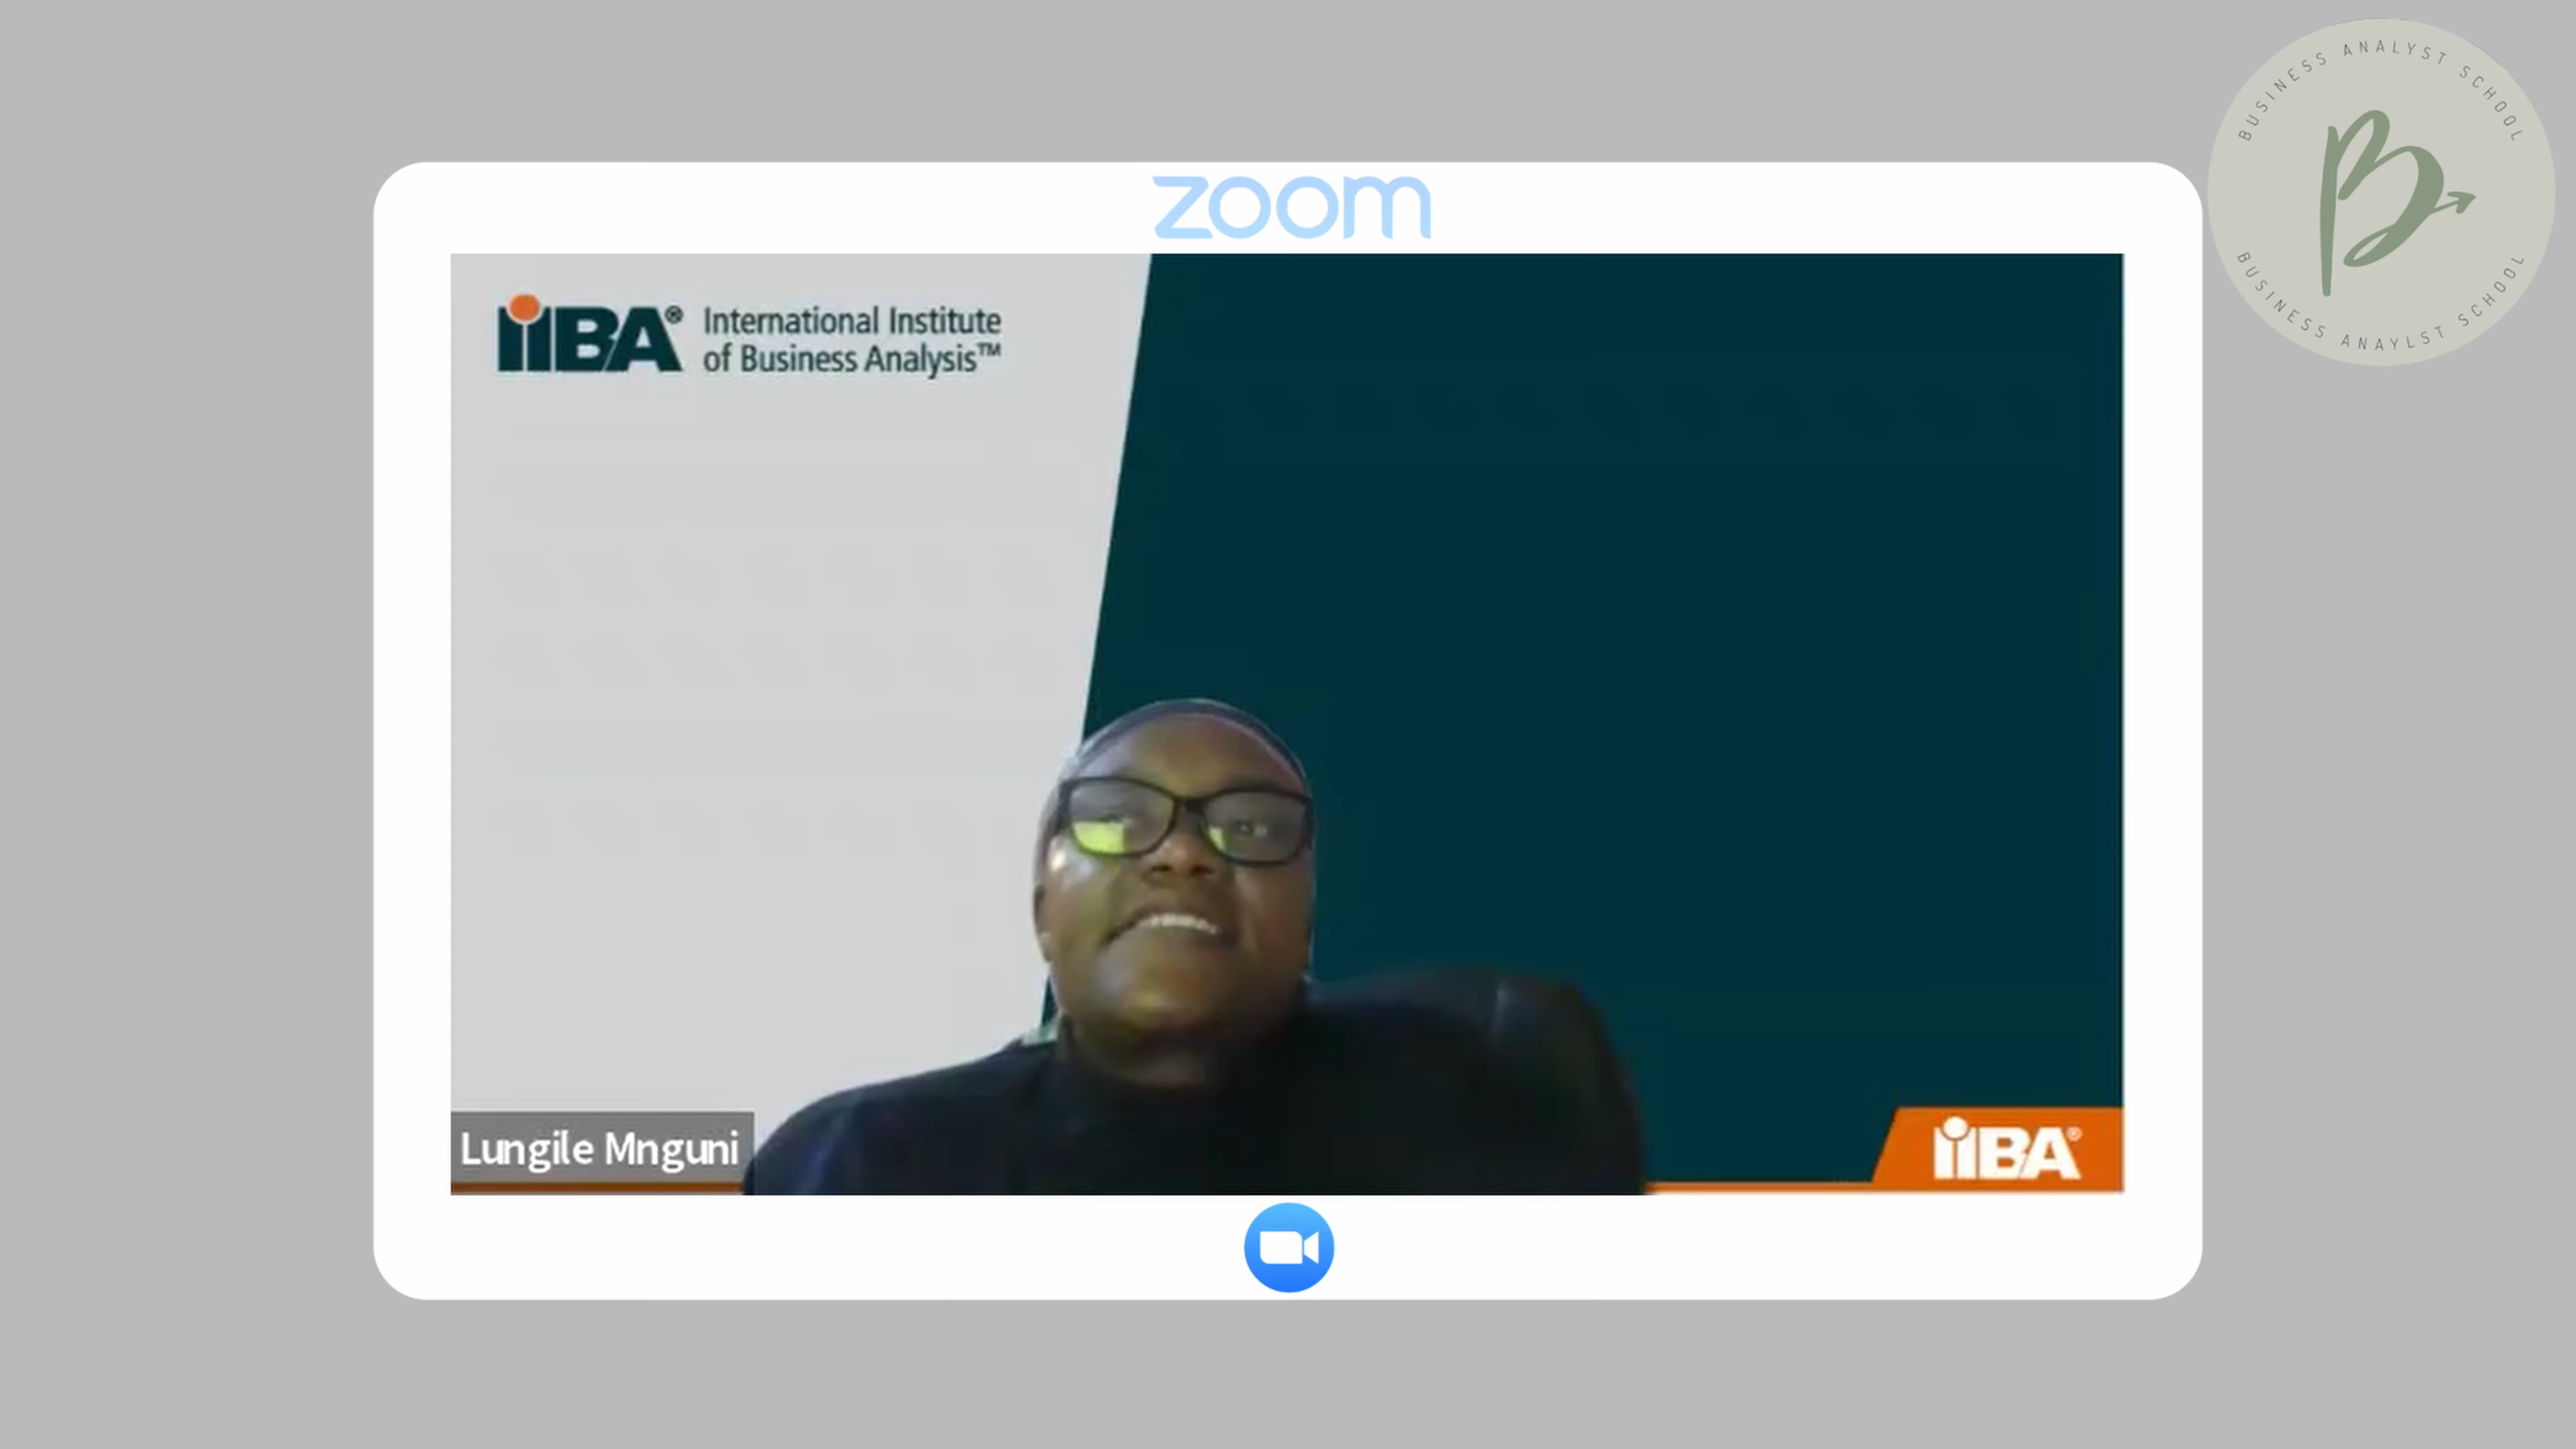 BUSINESS ANALYST SCHOOL
B
BUSINESS ANAYLST SCHOOL
zoom
iiBA® International Institute
of Business Analysis™
Lungile Mnguni
iiBA®